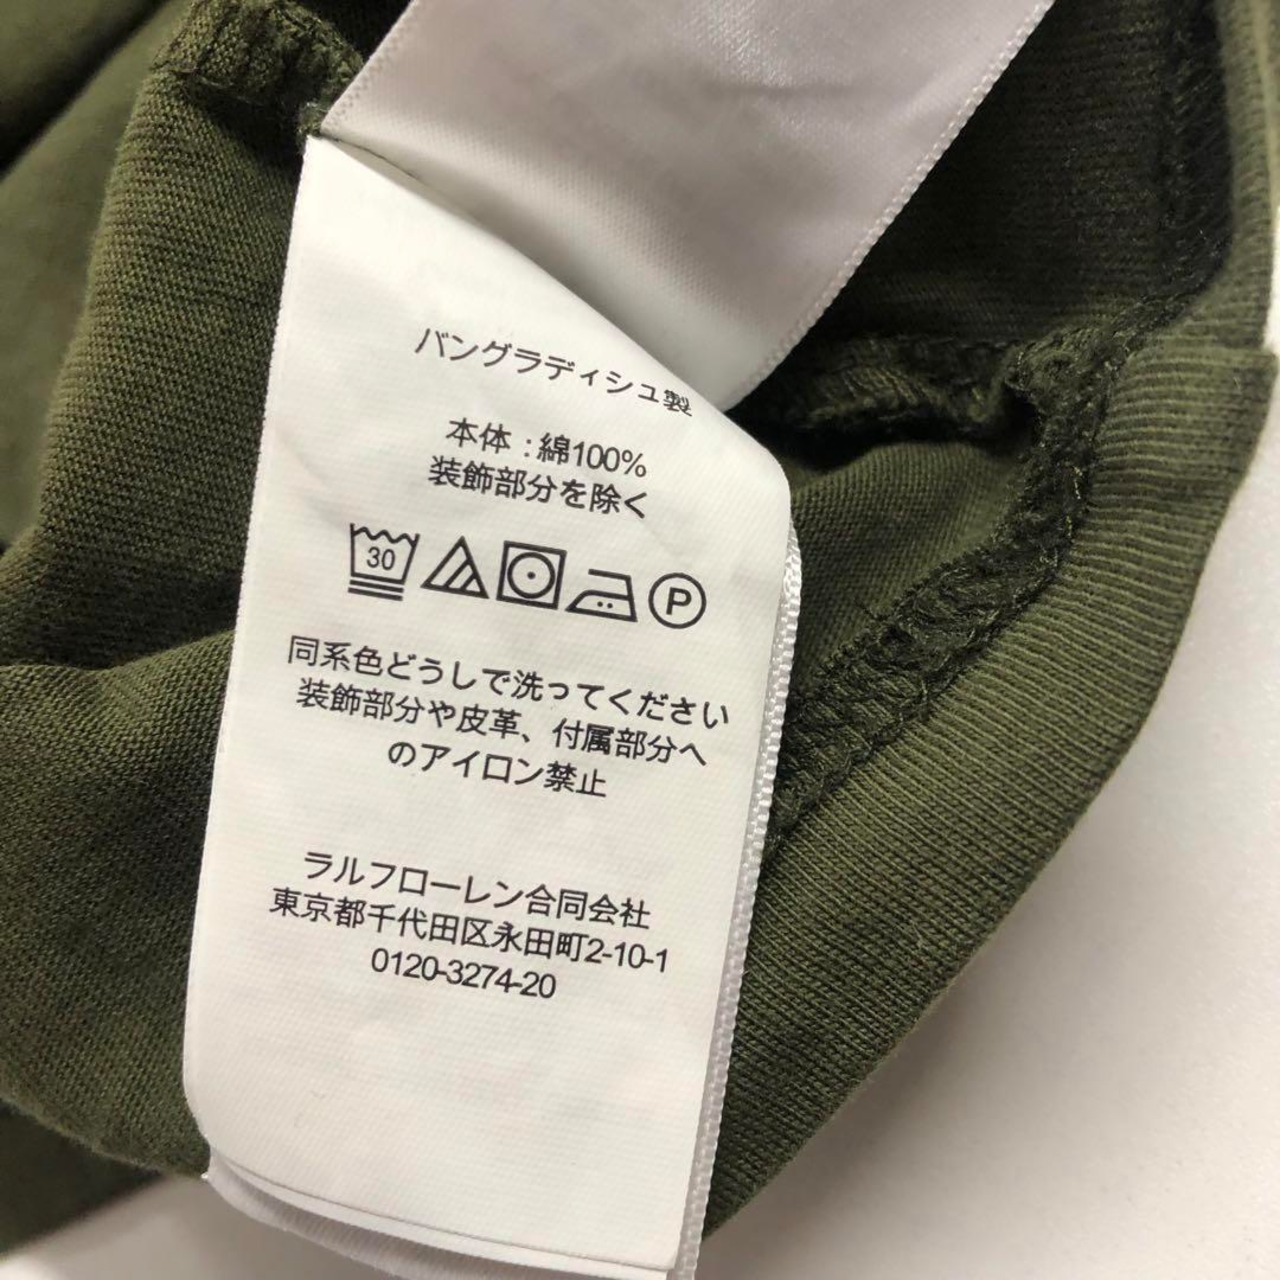 バングラディシュ製
本体 : 綿100%
装飾部分を除く
30 P
同系色どうしで洗ってください
装飾部分や皮革、付属部分へ
のアイロン禁止
ラルフローレン合同会社
東京都千代田区永田町2-10-1
0120-3274-20